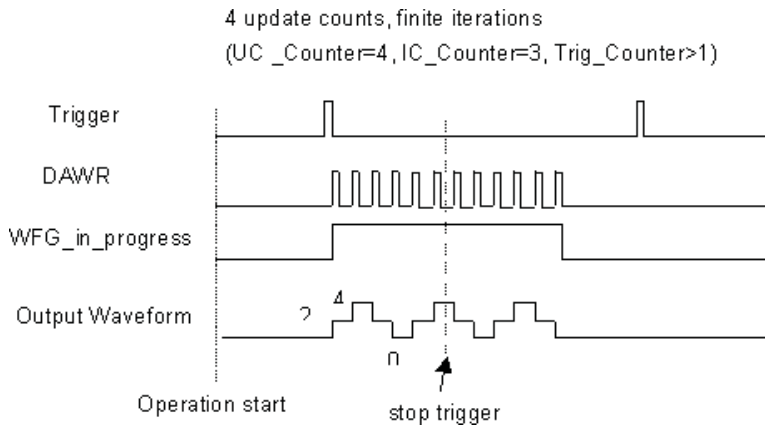 4 update counts, finite iterations
(UC _Counter=4, IC_Counter=3, Trig_Counter>1)
Trigger
DAWR
WFG_in_progress
4
2
Output Waveform
0
Operation start
stop trigger